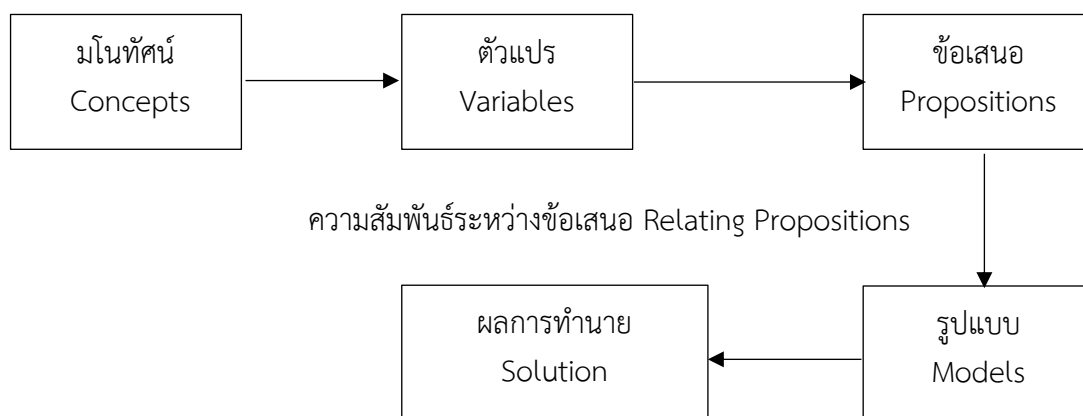 มโนทัศน์
Concepts
ตัวแปร
Variables
ข้อเสนอ
Propositions
ความสัมพันธ์ระหว่างข้อเสนอ Relating Propositions
ผลการทำนาย
Solution
รูปแบบ
Models